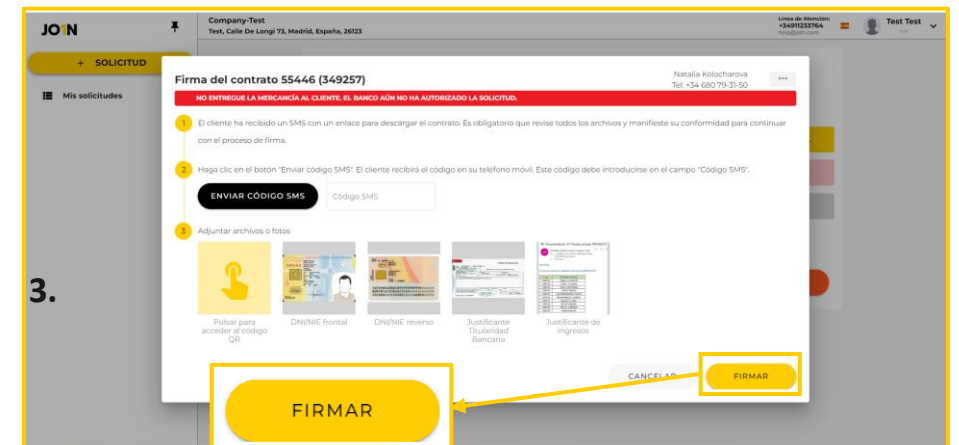 JO1N
Company-Test
Test, Calle De Longi 73, Madrid, España, 26123
Línea de Atención:
+34911233764
help@join.com
Test Test
+ SOLICITUD
Mis solicitudes
Firma del contrato 55446 (349257)
Natalia Kolocharova
Tel: +34 680 79-31-50
NO ENTREGUE LA MERCANCÍA AL CLIENTE. EL BANCO AÚN NO HA AUTORIZADO LA SOLICITUD.
1 El cliente ha recibido un SMS con un enlace para descargar el contrato. Es obligatorio que revise todos los archivos y manifieste su conformidad para continuar
con el proceso de firma.
2 Haga clic en el botón "Enviar código SMS". El cliente recibirá el código en su teléfono móvil. Este código debe introducirse en el campo "Código SMS".
ENVIAR CÓDIGO SMS
Código SMS
3 Adjuntar archivos o fotos
3.
Pulsar para
acceder al código
QR
DNI/NIE frontal
DNI/NIE reverso
Justificante
Titularidad
Bancaria
Justificante de
ingresos
CANCELAR
FIRMAR
FIRMAR